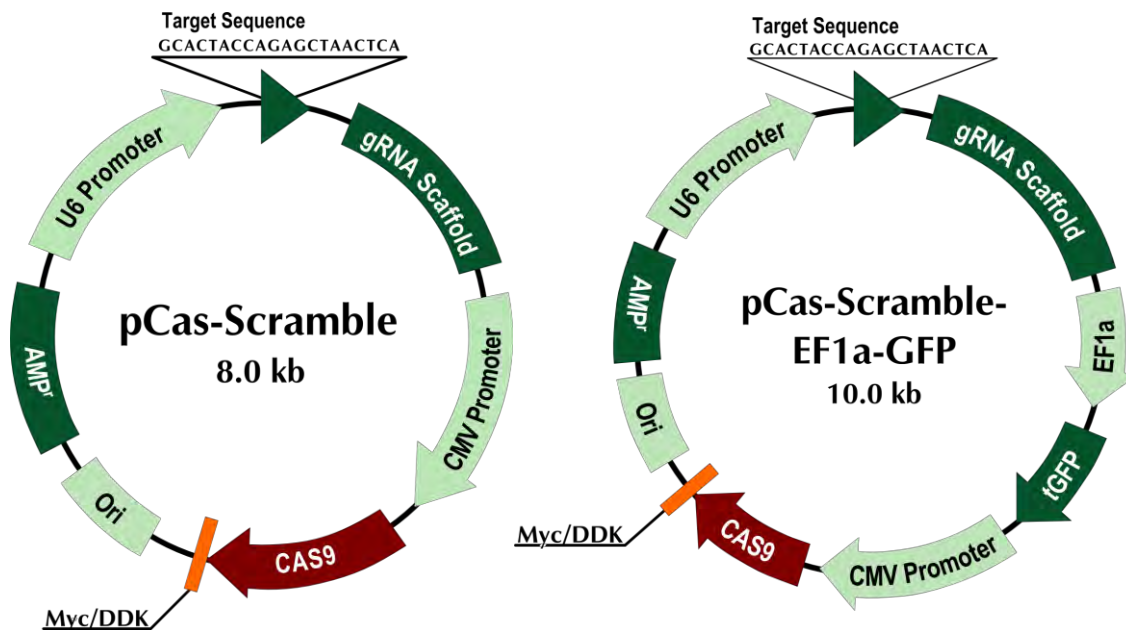 Target Sequence
GCACTACCAGAGCTAACTCA
U6 Promoter
gRNA Scaffold
CMV Promoter
CAS9
Myc/DDK
Ori
AMPr
pCas-Scramble
8.0 kb
Target Sequence
GCACTACCAGAGCTAACTCA
U6 Promoter
gRNA Scaffold
EF1a
tGFP
CMV Promoter
CAS9
Myc/DDK
Ori
AMPr
pCas-Scramble-
EF1a-GFP
10.0 kb